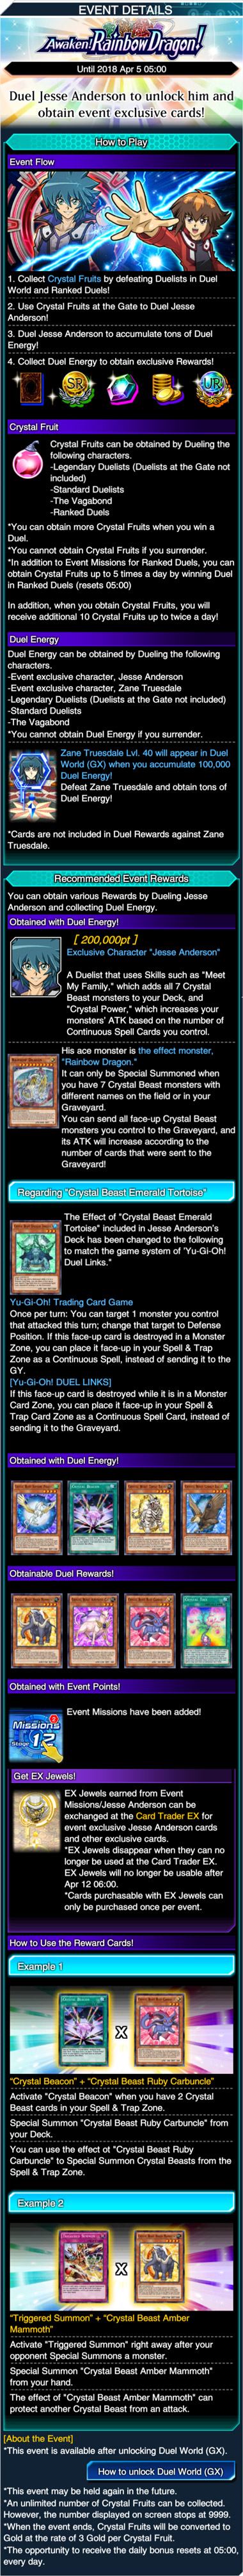 EVENT DETAILS
Awaken! Rainbow Dragon!
Until 2018 Apr 5 05:00
Duel Jesse Anderson to unlock him and
obtain event exclusive cards!
How to Play
Event Flow
1. Collect Crystal Fruits by defeating Duelists in Duel
World and Ranked Duels!
2. Use Crystal Fruits at the Gate to Duel Jesse
Anderson!
3. Duel Jesse Anderson to accumulate tons of Duel
Energy!
4. Collect Duel Energy to obtain exclusive Rewards!
SR
UR
Crystal Fruit
Crystal Fruits can be obtained by Dueling the
following characters.
-Legendary Duelists (Duelists at the Gate not
included)
-Standard Duelists
-The Vagabond
-Ranked Duels
*You can obtain more Crystal Fruits when you win a
Duel.
*You cannot obtain Crystal Fruits if you surrender.
*In addition to Event Missions for Ranked Duels, you can
obtain Crystal Fruits up to 5 times a day by winning Duel
in Ranked Duels (resets 05:00)
In addition, when you obtain Crystal Fruits, you will
receive additional 10 Crystal Fruits up to twice a day!
Duel Energy
Duel Energy can be obtained by Dueling the following
characters.
-Event exclusive character, Jesse Anderson
-Event exclusive character, Zane Truesdale
-Legendary Duelists (Duelists at the Gate not included)
-Standard Duelists
-The Vagabond
*You cannot obtain Duel Energy if you surrender.
Zane Truesdale Lvl. 40 will appear in Duel
World (GX) when you accumulate 100,000
Duel Energy!
Defeat Zane Truesdale and obtain tons of
Duel Energy!
*Cards are not included in Duel Rewards against Zane
Truesdale.
Recommended Event Rewards
You can obtain various Rewards by Dueling Jesse
Anderson and collecting Duel Energy.
Obtained with Duel Energy!
[ 200,000pt ]
Exclusive Character "Jesse Anderson"
A Duelist that uses Skills such as "Meet
My Family," which adds all 7 Crystal
Beast monsters to your Deck, and
"Crystal Power," which increases your
monsters' ATK based on the number of
Continuous Spell Cards you control.
His ace monster is the effect monster,
"Rainbow Dragon."
It can only be Special Summoned when
you have 7 Crystal Beast monsters with
different names on the field or in your
Graveyard.
You can send all face-up Crystal Beast
monsters you control to the Graveyard, and
its ATK will increase according to the
number of cards that were sent to the
Graveyard!
Regarding "Crystal Beast Emerald Tortoise"
The Effect of "Crystal Beast Emerald
Tortoise" included in Jesse Anderson's
Deck has been changed to the following
to match the game system of 'Yu-Gi-Oh!
Duel Links."
Yu-Gi-Oh! Trading Card Game
Once per turn: You can target 1 monster you control
that attacked this turn; change that target to Defense
Position. If this face-up card is destroyed in a Monster
Zone, you can place it face-up in your Spell & Trap
Zone as a Continuous Spell, instead of sending it to the
GY.
[Yu-Gi-Oh! DUEL LINKS]
If this face-up card is destroyed while it is in a Monster
Card Zone, you can place it face-up in your Spell &
Trap Card Zone as a Continuous Spell Card, instead of
sending it to the Graveyard.
Obtained with Duel Energy!
Obtainable Duel Rewards!
Obtained with Event Points!
Missions
Stage 12
Event Missions have been added!
Get EX Jewels!
EX Jewels earned from Event
Missions/Jesse Anderson can be
exchanged at the Card Trader EX for
event exclusive Jesse Anderson cards
and other exclusive cards.
*EX Jewels disappear when they can no
longer be used at the Card Trader EX.
EX Jewels will no longer be usable after
Apr 12 06:00.
*Cards purchasable with EX Jewels can
only be purchased once per event.
How to Use the Reward Cards!
Example 1
X
"Crystal Beacon" + "Crystal Beast Ruby Carbuncle"
Activate "Crystal Beacon" when you have 2 Crystal
Beast cards in your Spell & Trap Zone.
Special Summon "Crystal Beast Ruby Carbuncle" from
your Deck.
You can use the effect ot "Crystal Beast Ruby
Carbuncle" to Special Summon Crystal Beasts from the
Spell & Trap Zone.
Example 2
X
"Triggered Summon" + "Crystal Beast Amber
Mammoth"
Activate "Triggered Summon" right away after your
opponent Special Summons a monster.
Special Summon "Crystal Beast Amber Mammoth"
from your hand.
The effect of "Crystal Beast Amber Mammoth" can
protect another Crystal Beast from an attack.
[About the Event]
*This event is available after unlocking Duel World (GX).
How to unlock Duel World (GX)
*This event may be held again in the future.
*An unlimited number of Crystal Fruits can be collected.
However, the number displayed on screen stops at 9999.
*When the event ends, Crystal Fruits will be converted to
Gold at the rate of 3 Gold per Crystal Fruit.
*The opportunity to receive the daily bonus resets at 05:00,
every day.